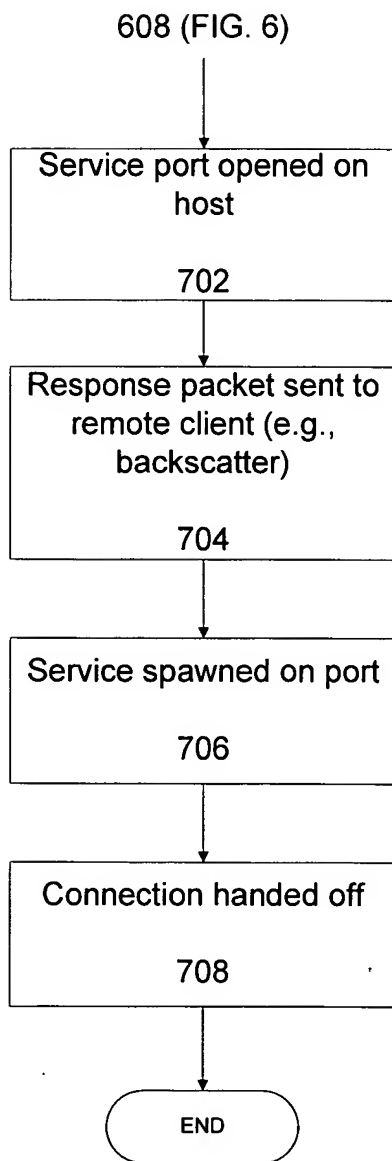 608 (FIG. 6)
Service port opened on
host
702
Response packet sent to
remote client (e.g.,
backscatter)
704
Service spawned on port
706
Connection handed off
708
END